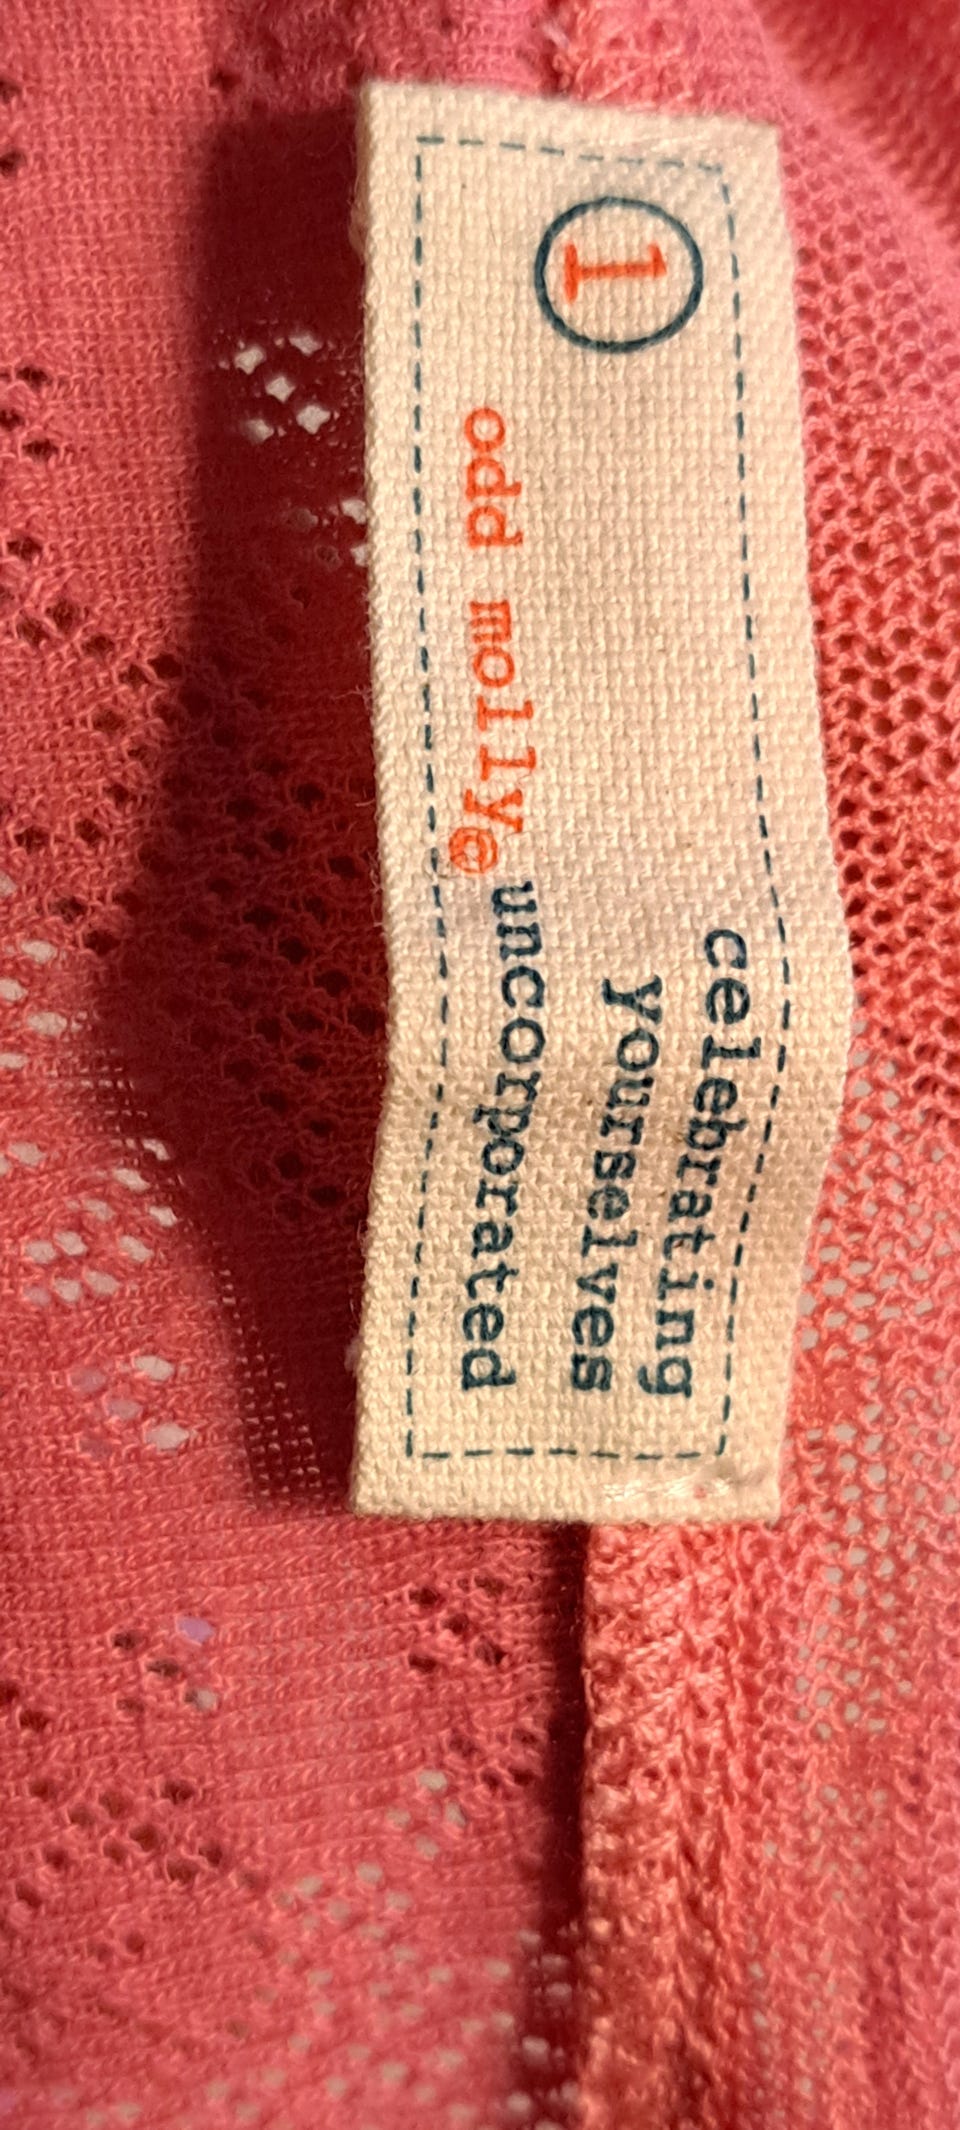 1
celebrating
yourselves
odd molly® uncorporated